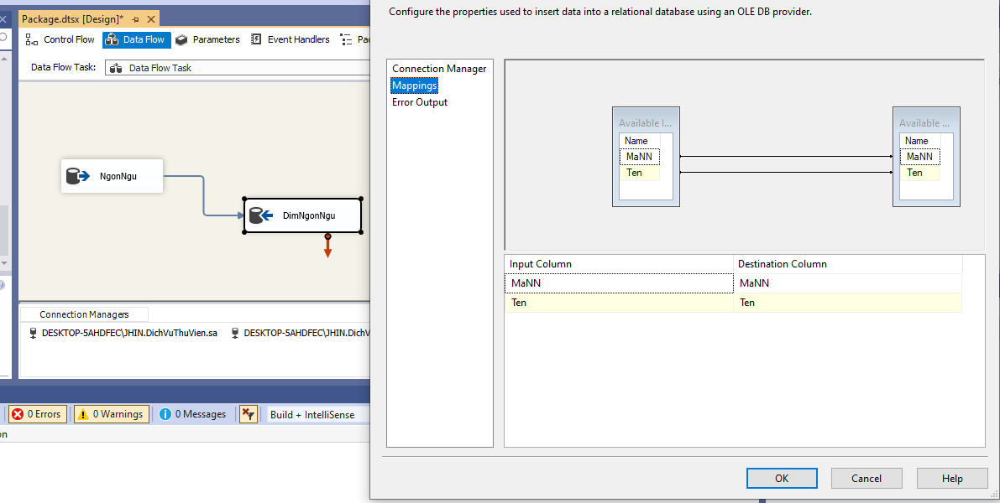 Package.dtsx [Design]*
Control Flow
Data Flow
Parameters
Event Handlers
Data Flow Task:
Data Flow Task
NgonNgu
DimNgonNgu
Connection Managers
DESKTOP-5AHDFEC\JHIN.DichVuThuVien.sa
DESKTOP-5AHDFEC\JHIN.DichV
0 Errors
0 Warnings
0 Messages
Build + IntelliSense
Configure the properties used to insert data into a relational database using an OLE DB provider.
Connection Manager
Mappings
Error Output
Available I...
Name
MaNN
Ten
Available ...
Name
MaNN
Ten
Input Column Destination Column
MaNN MaNN
Ten Ten
OK Cancel Help